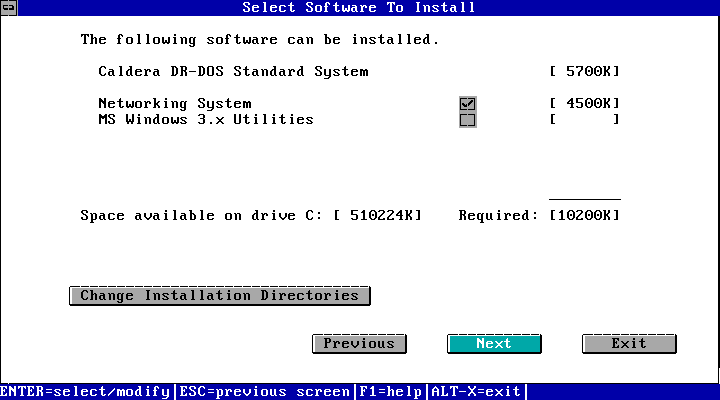 Select Software To Install
The following software can be installed.
Caldera DR-DOS Standard System [ 5700K]
Networking System [ 4500K]
MS Windows 3.x Utilities [ ]
Space available on drive C: [ 510224K] Required: [10200K]
Change Installation Directories
Previous Next Exit
ENTER=select/modify|ESC=previous screen|F1=help|ALT-X=exit|